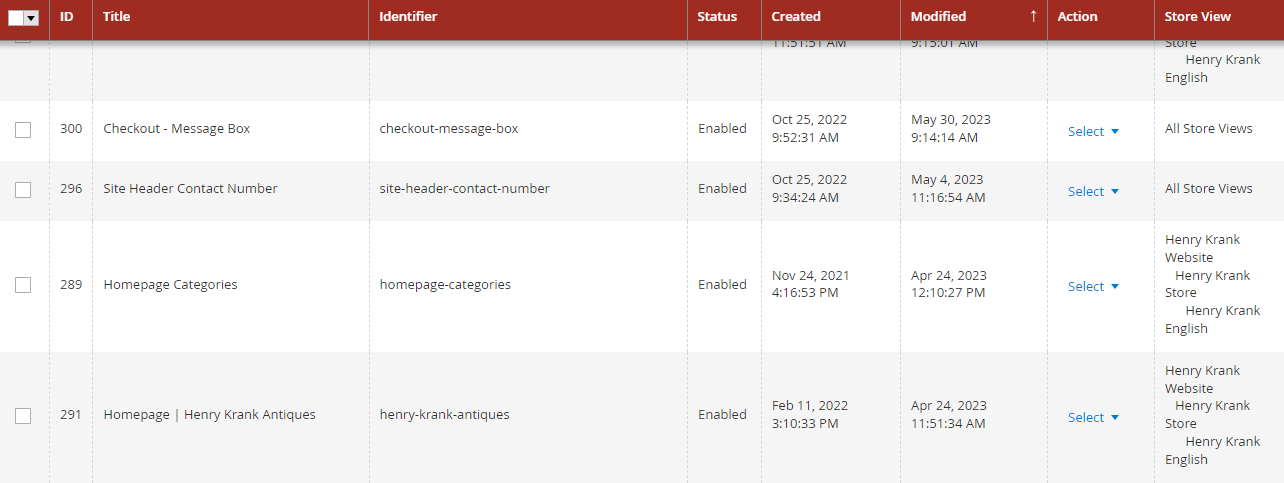 ID Title Identifier Status Created Modified ↑ Action Store View
11:51:51 AM 9:15:01 AM Store
Henry Krank
English
300 Checkout - Message Box checkout-message-box Enabled Oct 25, 2022 May 30, 2023 Select All Store Views
9:52:31 AM 9:14:14 AM
296 Site Header Contact Number site-header-contact-number Enabled Oct 25, 2022 May 4, 2023 Select All Store Views
9:34:24 AM 11:16:54 AM
Henry Krank
Website
289 Homepage Categories homepage-categories Enabled Nov 24, 2021 Apr 24, 2023 Select Henry Krank
4:16:53 PM 12:10:27 PM Store
Henry Krank
English
Henry Krank
Website
291 Homepage | Henry Krank Antiques henry-krank-antiques Enabled Feb 11, 2022 Apr 24, 2023 Select Henry Krank
3:10:33 PM 11:51:34 AM Store
Henry Krank
English